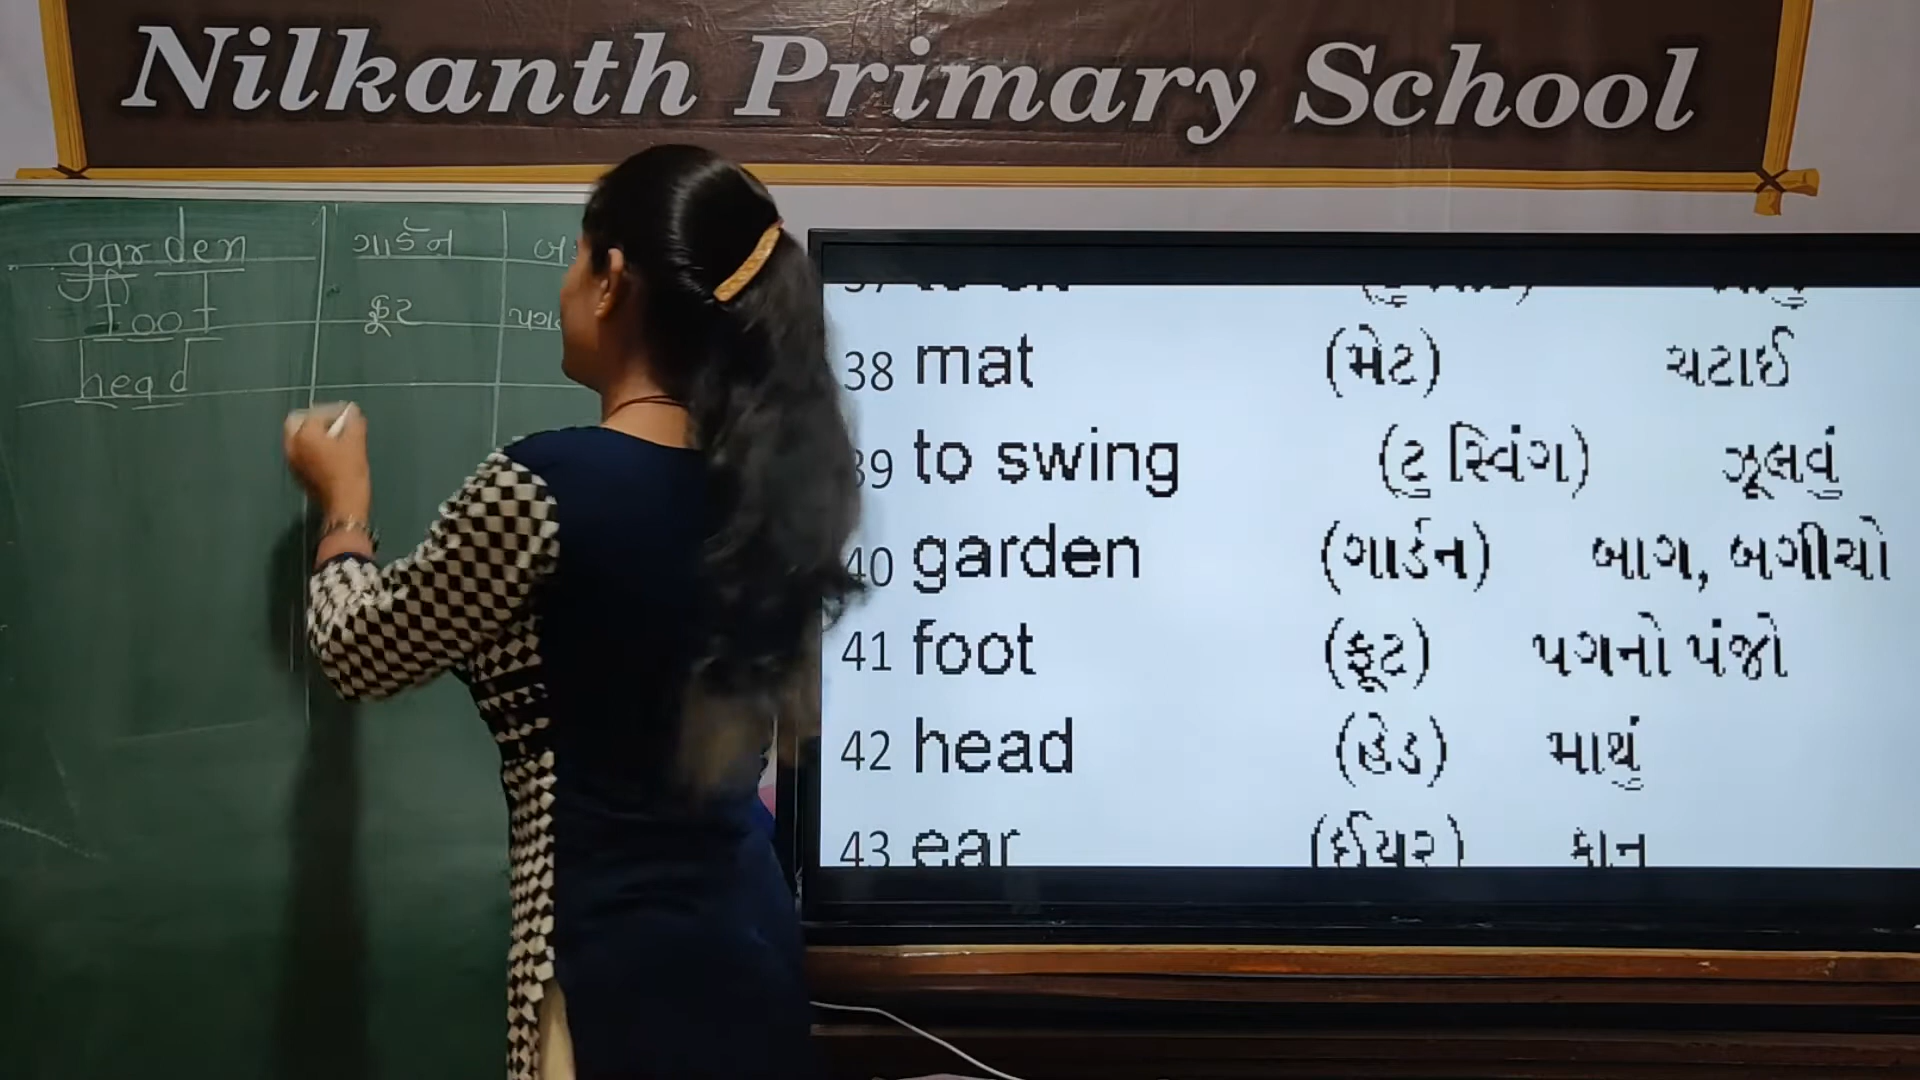 Nilkanth Primary School
garden ગાર્ડન
foot ફૂટ
head
38 mat (મેટ) ચટાઈ
39 to swing (ટુ સ્વિંગ) ઝૂલવું
40 garden (ગાર્ડન) બાગ, બગીચો
41 foot (ફૂટ) પગનો પંજો
42 head (હેડ) માથું
43 ear (ઈયર) કાન